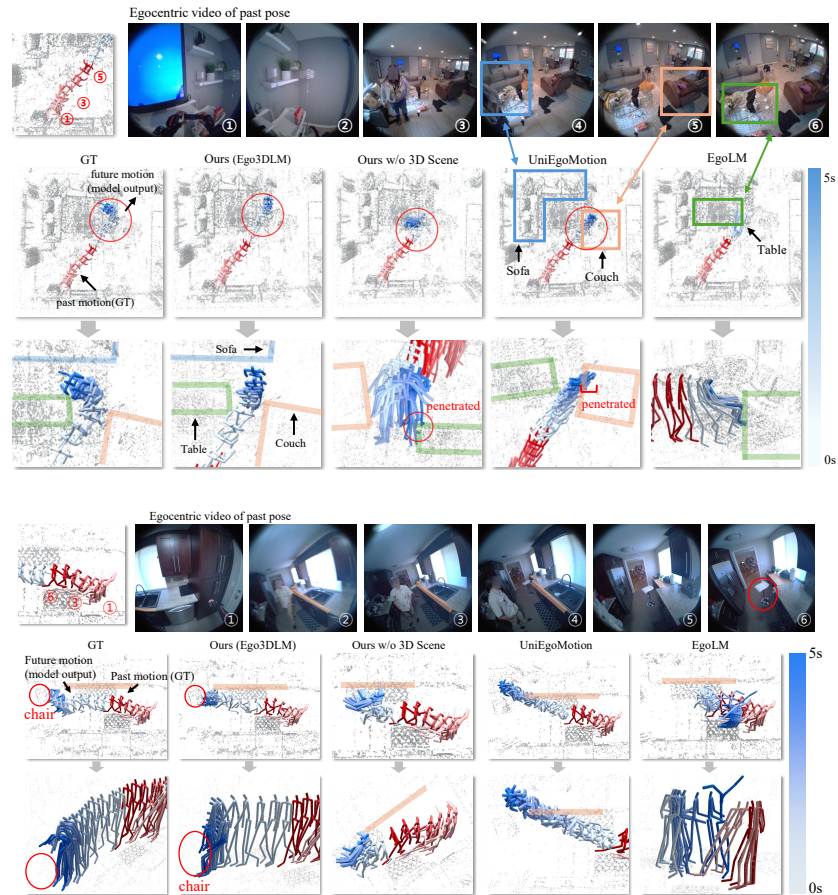 Egocentric video of past pose
⑤
③
①
①
②
③
④
⑤
⑥
GT
Ours (Ego3DLM)
Ours w/o 3D Scene
UniEgoMotion
EgoLM
5s
future motion
(model output)
past motion(GT)
Sofa
Couch
Table
Sofa
Table
Couch
penetrated
penetrated
0s
Egocentric video of past pose
⑥
③
①
①
②
③
④
⑤
⑥
GT
Ours (Ego3DLM)
Ours w/o 3D Scene
UniEgoMotion
EgoLM
5s
Future motion
(model output)
Past motion (GT)
chair
chair
0s